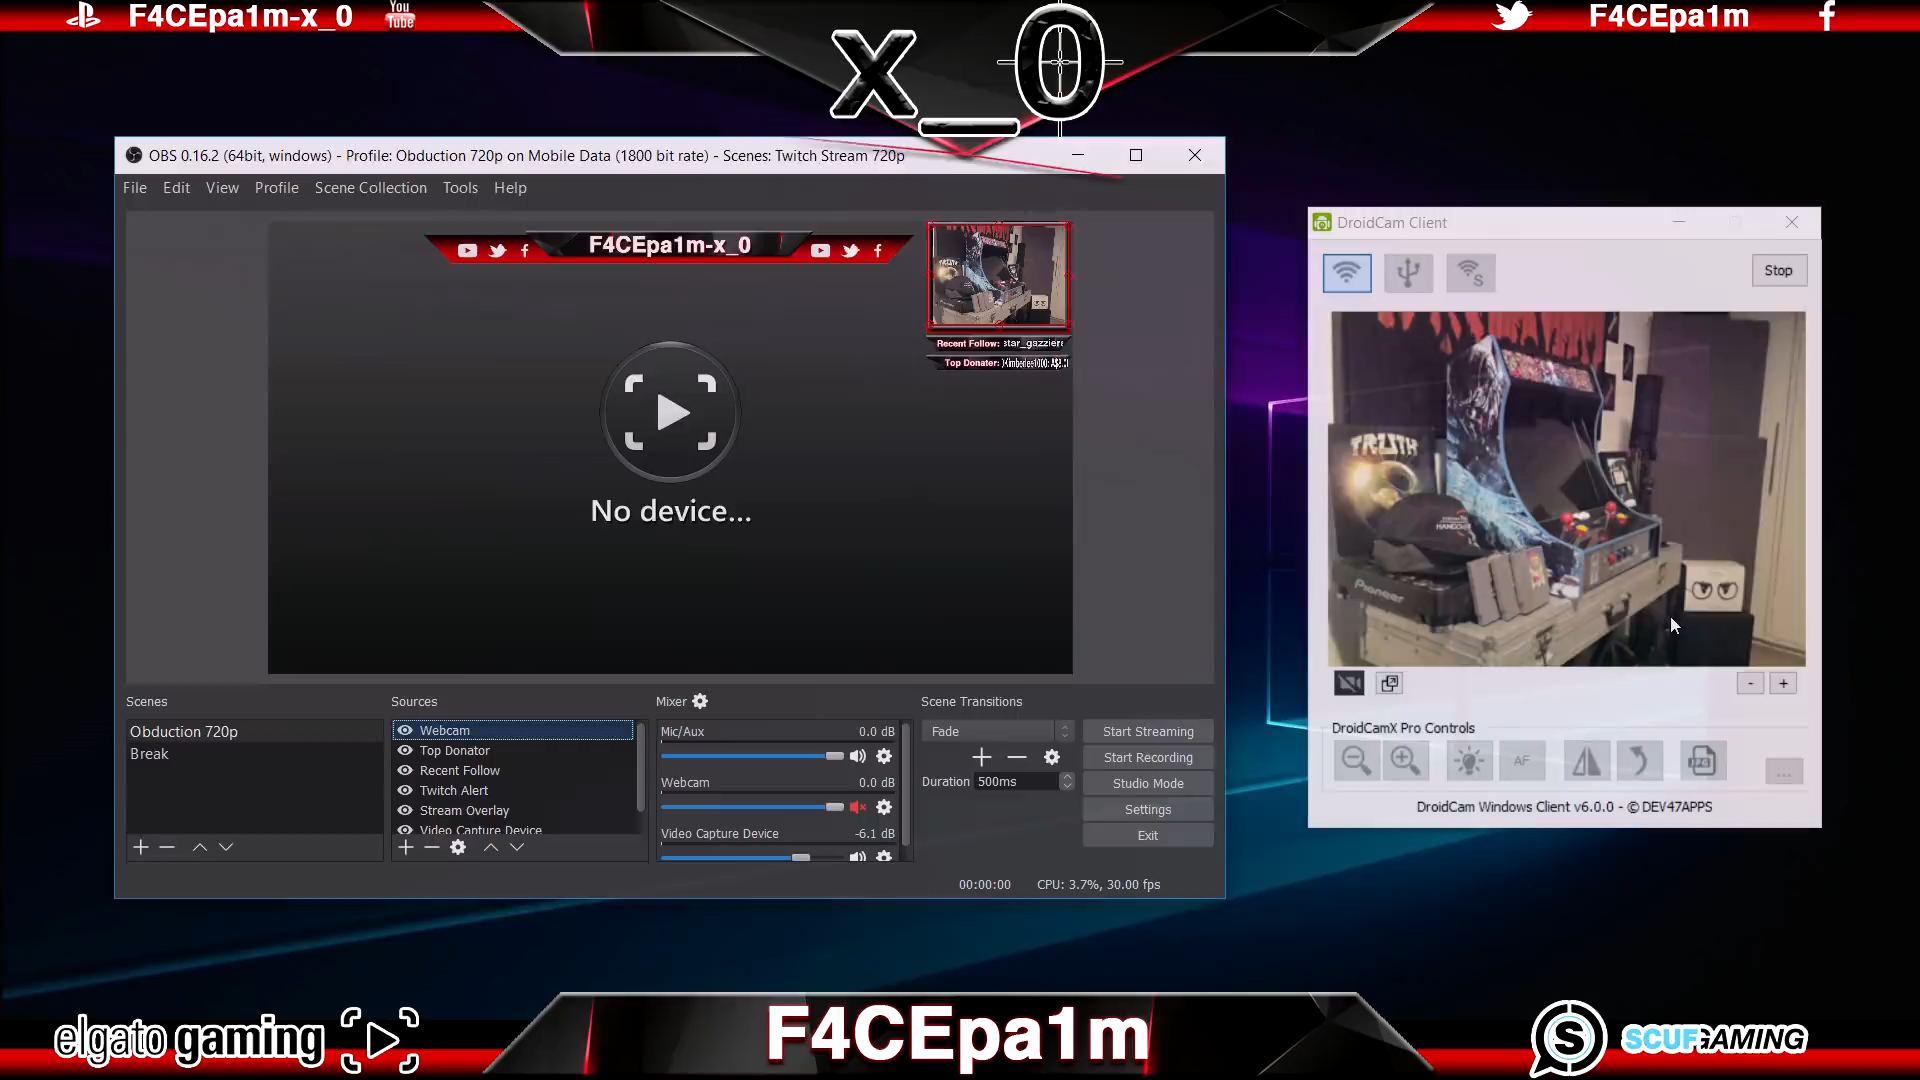 F4CEpa1m-x_0
You
Tube
x_0
F4CEpa1m
OBS 0.16.2 (64bit, windows) - Profile: Obduction 720p on Mobile Data (1800 bit rate) - Scenes: Twitch Stream 720p
File Edit View Profile Scene Collection Tools Help
F4CEpa1m-x_0
Recent Follow:
Top Donater:
No device...
Scenes
Obduction 720p
Break
Sources
Webcam
Top Donator
Recent Follow
Twitch Alert
Stream Overlay
Video Capture Device
Mixer
Mic/Aux 0.0 dB
Webcam 0.0 dB
Video Capture Device -6.1 dB
Scene Transitions
Fade
Duration 500ms
Start Streaming
Start Recording
Studio Mode
Settings
Exit
00:00:00 CPU: 3.7%, 30.00 fps
DroidCam Client
S
Stop
TRUTH
HANGOVER
Pioneer
- +
DroidCamX Pro Controls
AF
JPG
...
DroidCam Windows Client v6.0.0 - © DEV47APPS
elgato gaming
F4CEpa1m
S
SCUFGAMING